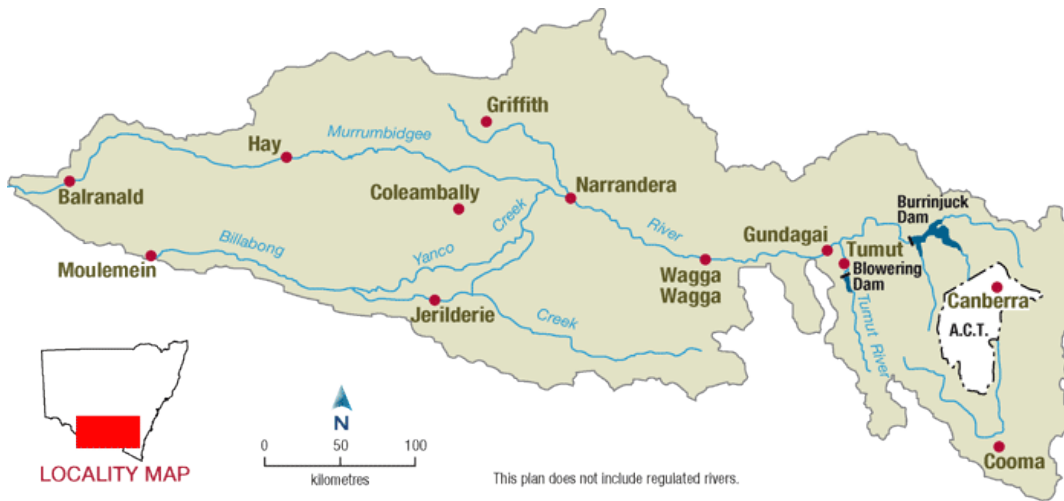 Griffith
Murrumbidgee
Hay
Balranald
Coleambally
Narrandera
Creek
Yanco
River
Billabong
Moulemein
Jerilderie
Creek
Wagga
Wagga
Gundagai
Tumut
Burrinjuck
Dam
Blowering
Dam
Tumut River
Canberra
A.C.T.
Cooma
LOCALITY MAP
N
0 50 100
kilometres
This plan does not include regulated rivers.